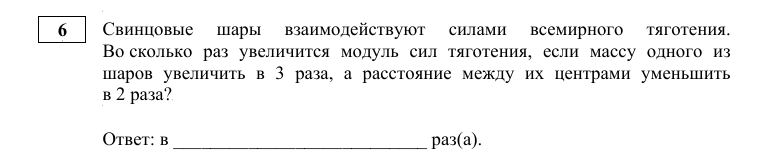 6 Свинцовые шары взаимодействуют силами всемирного тяготения.
Во сколько раз увеличится модуль сил тяготения, если массу одного из
шаров увеличить в 3 раза, а расстояние между их центрами уменьшить
в 2 раза?
Ответ: в ___________________________ раз(а).